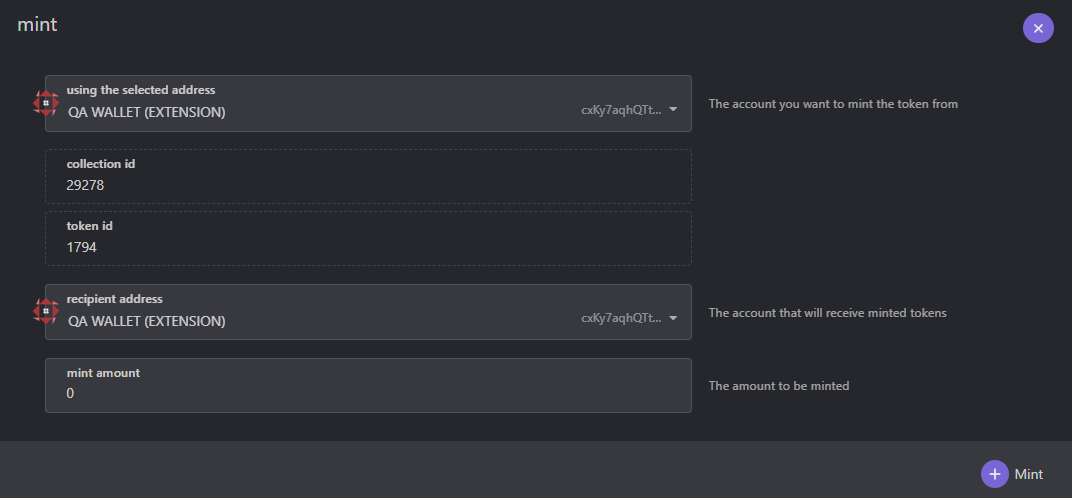 mint
using the selected address
QA WALLET (EXTENSION)
cxKy7aqhQTt...
The account you want to mint the token from
collection id
29278
token id
1794
recipient address
QA WALLET (EXTENSION)
cxKy7aqhQTt...
The account that will receive minted tokens
mint amount
0
The amount to be minted
Mint